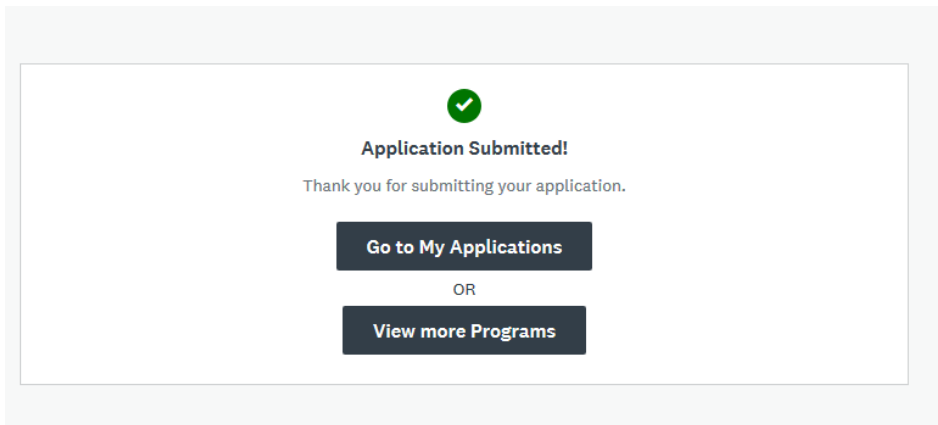 Application Submitted!
Thank you for submitting your application.
Go to My Applications
OR
View more Programs